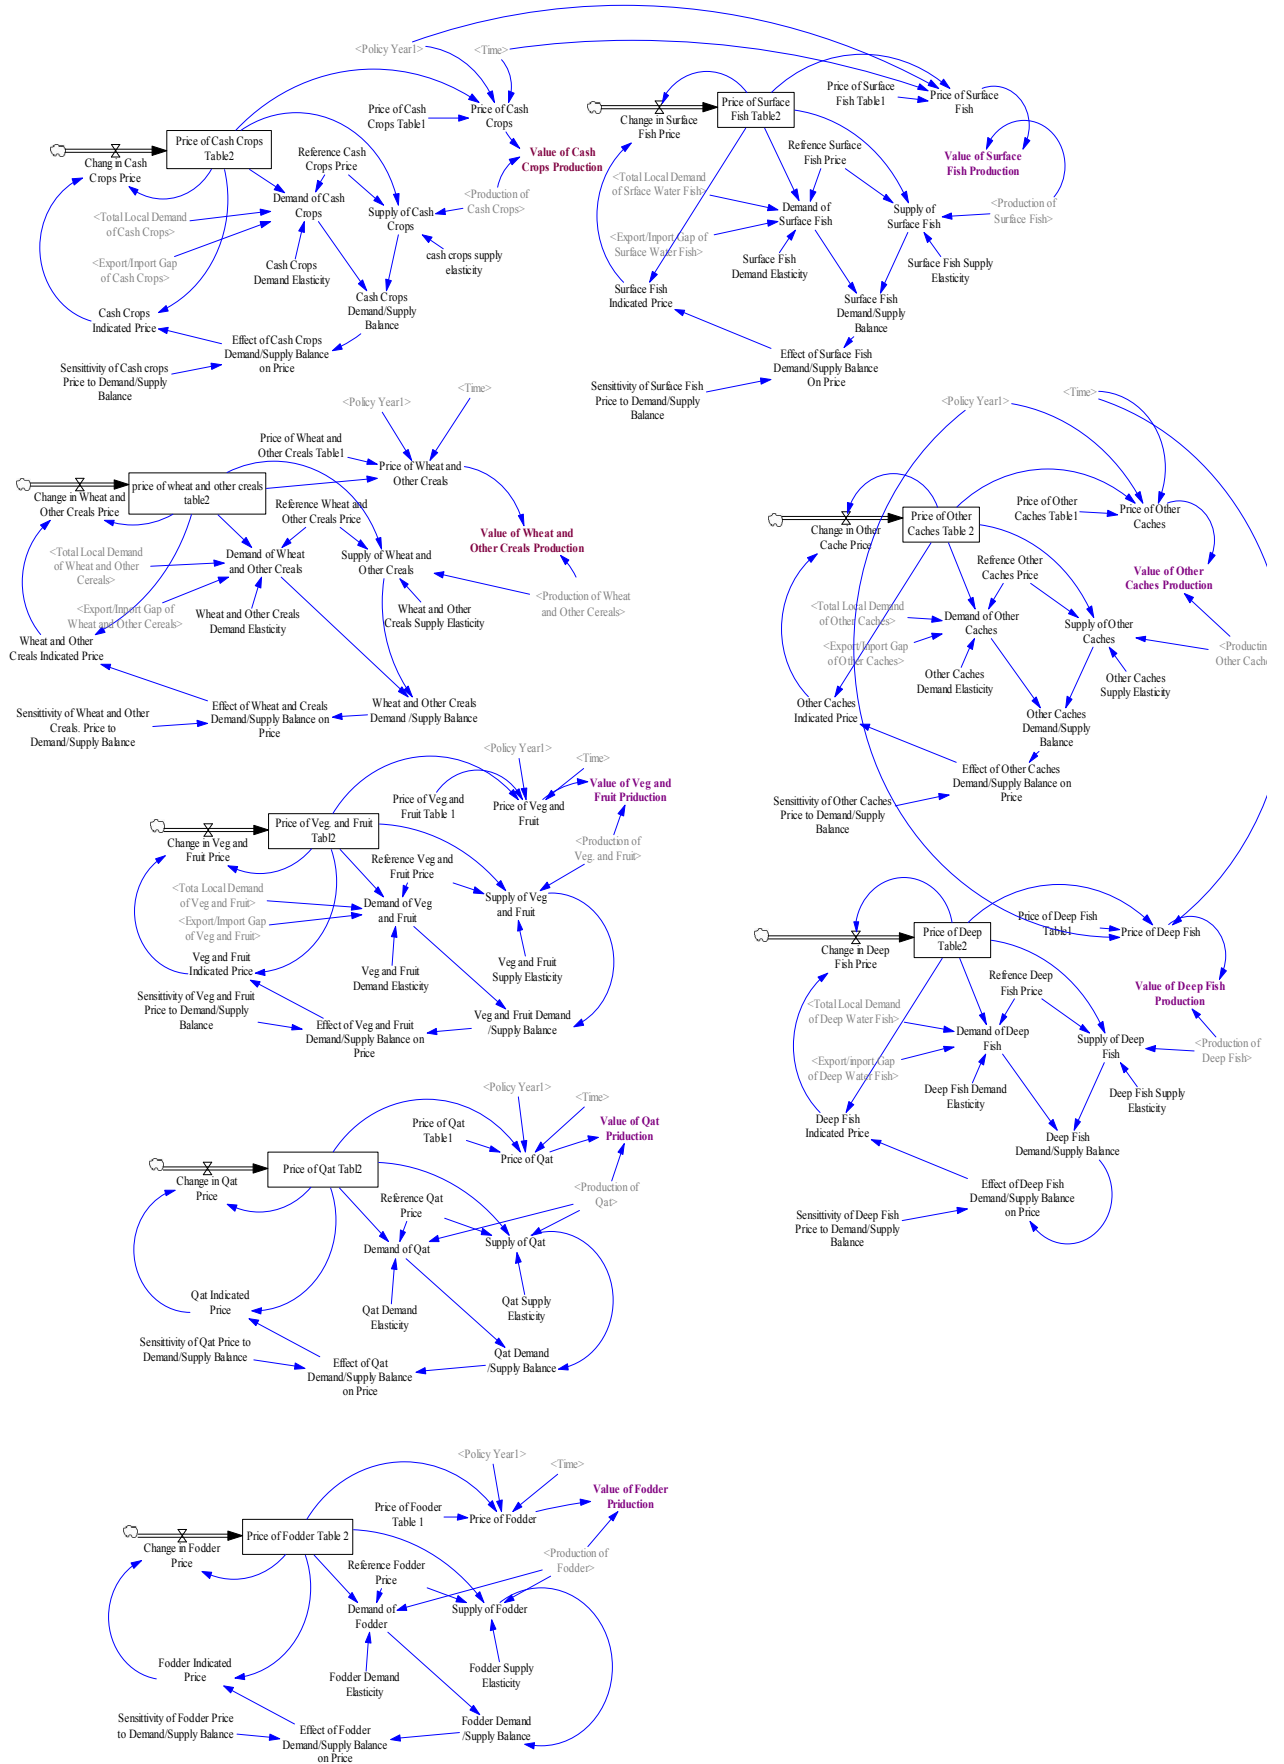 <Policy Year1>
<Time>
Price of Cash
Crops Table1
Price of Cash
Crops
Price of Cash Crops
Table2
Chang in Cash
Crops Price
Reference Cash
Crops Price
Value of Cash
Crops Production
<Total Local Demand
of Cash Crops>
Demand of Cash
Crops
Supply of Cash
Crops
<Production of
Cash Crops>
<Export/Inport Gap
of Cash Crops>
Cash Crops
Demand Elasticity
cash crops supply
elasticity
Cash Crops
Indicated Price
Cash Crops
Demand/Supply
Balance
Effect of Cash Crops
Demand/Supply Balance
on Price
Sensittivity of Cash crops
Price to Demand/Supply
Balance
Price of Surface
Fish Table2
Change in Surface
Fish Price
Price of Surface
Fish Table1
Price of Surface
Fish
Refrence Surface
Fish Price
Value of Surface
Fish Production
<Total Local Demand
of Srface Water Fish>
Demand of
Surface Fish
Supply of
Surface Fish
<Production of
Surface Fish>
<Export/Inport Gap of
Surface Water Fish>
Surface Fish
Demand Elasticity
Surface Fish Supply
Elasticity
Surface Fish
Indicated Price
Surface Fish
Demand/Supply
Balance
Effect of Surface Fish
Demand/Supply Balance
On Price
Sensitivity of Surface Fish
Price to Demand/Supply
Balance
<Policy Year1>
<Time>
Price of Wheat and
Other Creals Table1
Price of Wheat and
Other Creals
price of wheat and other creals
table2
Change in Wheat and
Other Creals Price
Reference Wheat and
Other Creals Price
Value of Wheat and
Other Creals Production
<Total Local Demand
of Wheat and Other
Cereals>
Demand of Wheat
and Other Creals
Supply of Wheat and
Other Creals
<Export/Inport Gap of
Wheat and Other Cereals>
Wheat and Other Creals
Demand Elasticity
Wheat and Other
Creals Supply Elasticity
<Production of Wheat
and Other Cereals>
Wheat and Other
Creals Indicated Price
Sensitivity of Wheat and Other
Creals. Price to
Demand/Supply Balance
Effect of Wheat and Creals
Demand/Supply Balance on
Price
Wheat and Other Creals
Demand /Supply Balance
<Policy Year1>
<Time>
Price of Other
Caches Table 2
Change in Other
Cache Price
Price of Other
Caches Table1
Price of Other
Caches
Refrence Other
Caches Price
Value of Other
Caches Production
<Total Local Demand
of Other Caches>
Demand of Other
Caches
Supply of Other
Caches
<Export/Inport Gap
of Other Caches>
<Productin
Other Cache
Other Caches
Demand Elasticity
Other Caches
Supply Elasticity
Other Caches
Indicated Price
Other Caches
Demand/Supply
Balance
Effect of Other Caches
Demand/Supply Balance on
Price
Sensitivity of Other Caches
Price to Demand/Supply
Balance
<Policy Year1>
<Time>
Value of Veg and
Fruit Priduction
Price of Veg.and
Fruit Table 1
Price of Veg and
Fruit
Price of Veg. and Fruit
Tabl2
Change in Veg and
Fruit Price
<Production of
Veg. and Fruit>
Reference Veg and
Fruit Price
<Tota Local Demand
of Veg and Fruit>
Demand of Veg
and Fruit
Supply of Veg
and Fruit
<Export/Import Gap
of Veg and Fruit>
Veg and Fruit
Indicated Price
Veg and Fruit
Demand Elasticity
Veg and Fruit
Supply Elasticity
Sensitivity of Veg and Fruit
Price to Demand/Supply
Balance
Effect of Veg and Fruit
Demand/Supply Balance on
Price
Veg and Fruit Demand
/Supply Balance
Price of Deep
Table2
Change in Deep
Fish Price
Price of Deep Fish
Table1
Price of Deep Fish
Refrence Deep
Fish Price
Value of Deep Fish
Production
<Total Local Demand
of Deep Water Fish>
Demand of Deep
Fish
Supply of Deep
Fish
<Production of
Deep Fish>
<Export/inport Gap
of Deep Water Fish>
Deep Fish Demand
Elasticity
Deep Fish Supply
Elasticity
Deep Fish
Indicated Price
Deep Fish
Demand/Supply Balance
Effect of Deep Fish
Demand/Supply Balance
on Price
Sensitivity of Deep Fish
Price to Demand/Supply
Balance
<Policy Year1>
<Time>
Price of Qat
Table1
Price of Qat
Value of Qat
Priduction
Price of Qat Tabl2
Change in Qat
Price
Reference Qat
Price
<Production of
Qat>
Demand of Qat
Supply of Qat
Qat Indicated
Price
Qat Demand
Elasticity
Qat Supply
Elasticity
Sensitivity of Qat Price to
Demand/Supply Balance
Effect of Qat
Demand/Supply Balance
on Price
Qat Demand
/Supply Balance
<Policy Year1>
<Time>
Price of Fooder
Table 1
Price of Fodder
Value of Fodder
Priduction
Price of Fodder Table 2
Change in Fodder
Price
Reference Fodder
Price
<Production of
Fodder>
Demand of
Fodder
Supply of Fodder
Fodder Indicated
Price
Fodder Demand
Elasticity
Fodder Supply
Elasticity
Sensitivity of Fodder Price
to Demand/Supply Balance
Effect of Fodder
Demand/Supply Balance
on Price
Fodder Demand
/Supply Balance